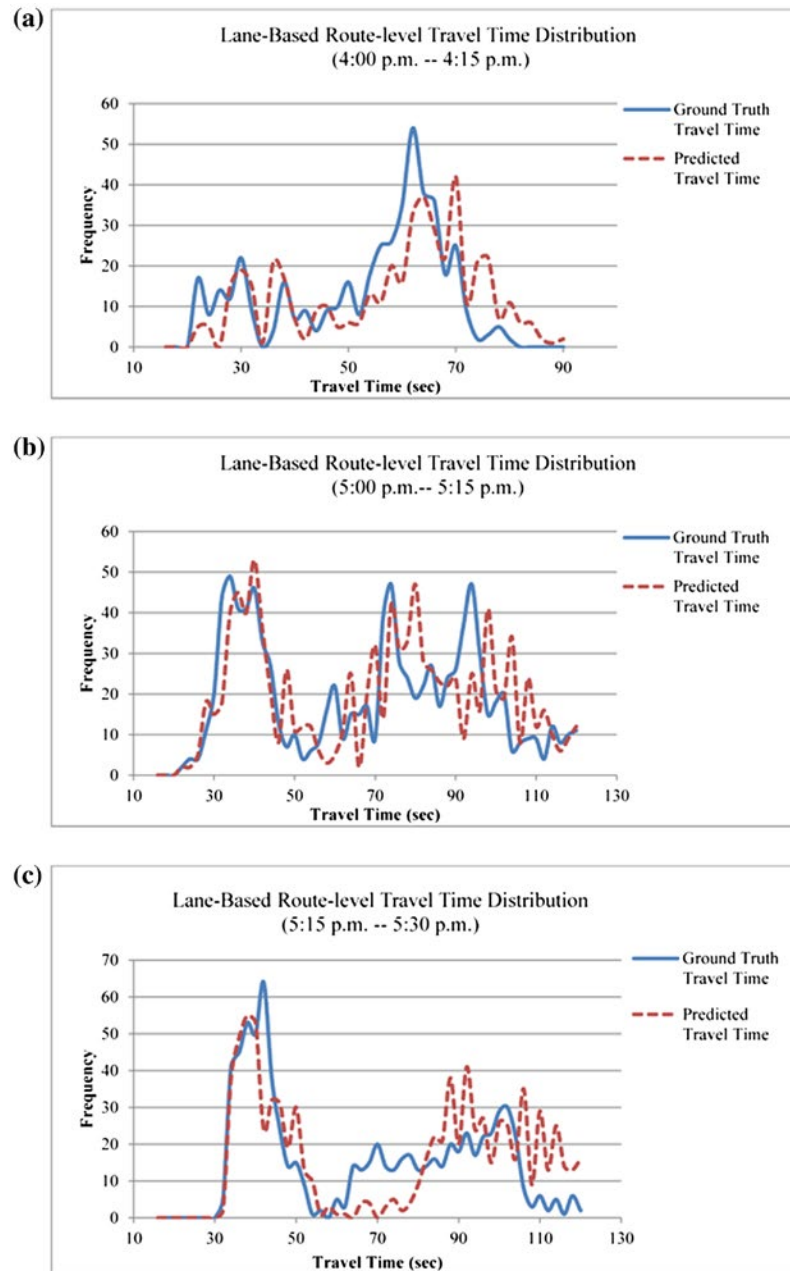 (a)
Lane-Based Route-level Travel Time Distribution
(4:00 p.m. -- 4:15 p.m.)
60
50
40
30
20
10
0
Frequency
10 30 50 70 90
Travel Time (sec)
Ground Truth
Travel Time
Predicted
Travel Time
(b)
Lane-Based Route-level Travel Time Distribution
(5:00 p.m.-- 5:15 p.m.)
60
50
40
30
20
10
0
Frequency
10 30 50 70 90 110 130
Travel Time (sec)
Ground Truth
Travel Time
Predicted
Travel Time
(c)
Lane-Based Route-level Travel Time Distribution
(5:15 p.m. -- 5:30 p.m.)
70
60
50
40
30
20
10
0
Frequency
10 30 50 70 90 110 130
Travel Time (sec)
Ground Truth
Travel Time
Predicted
Travel Time